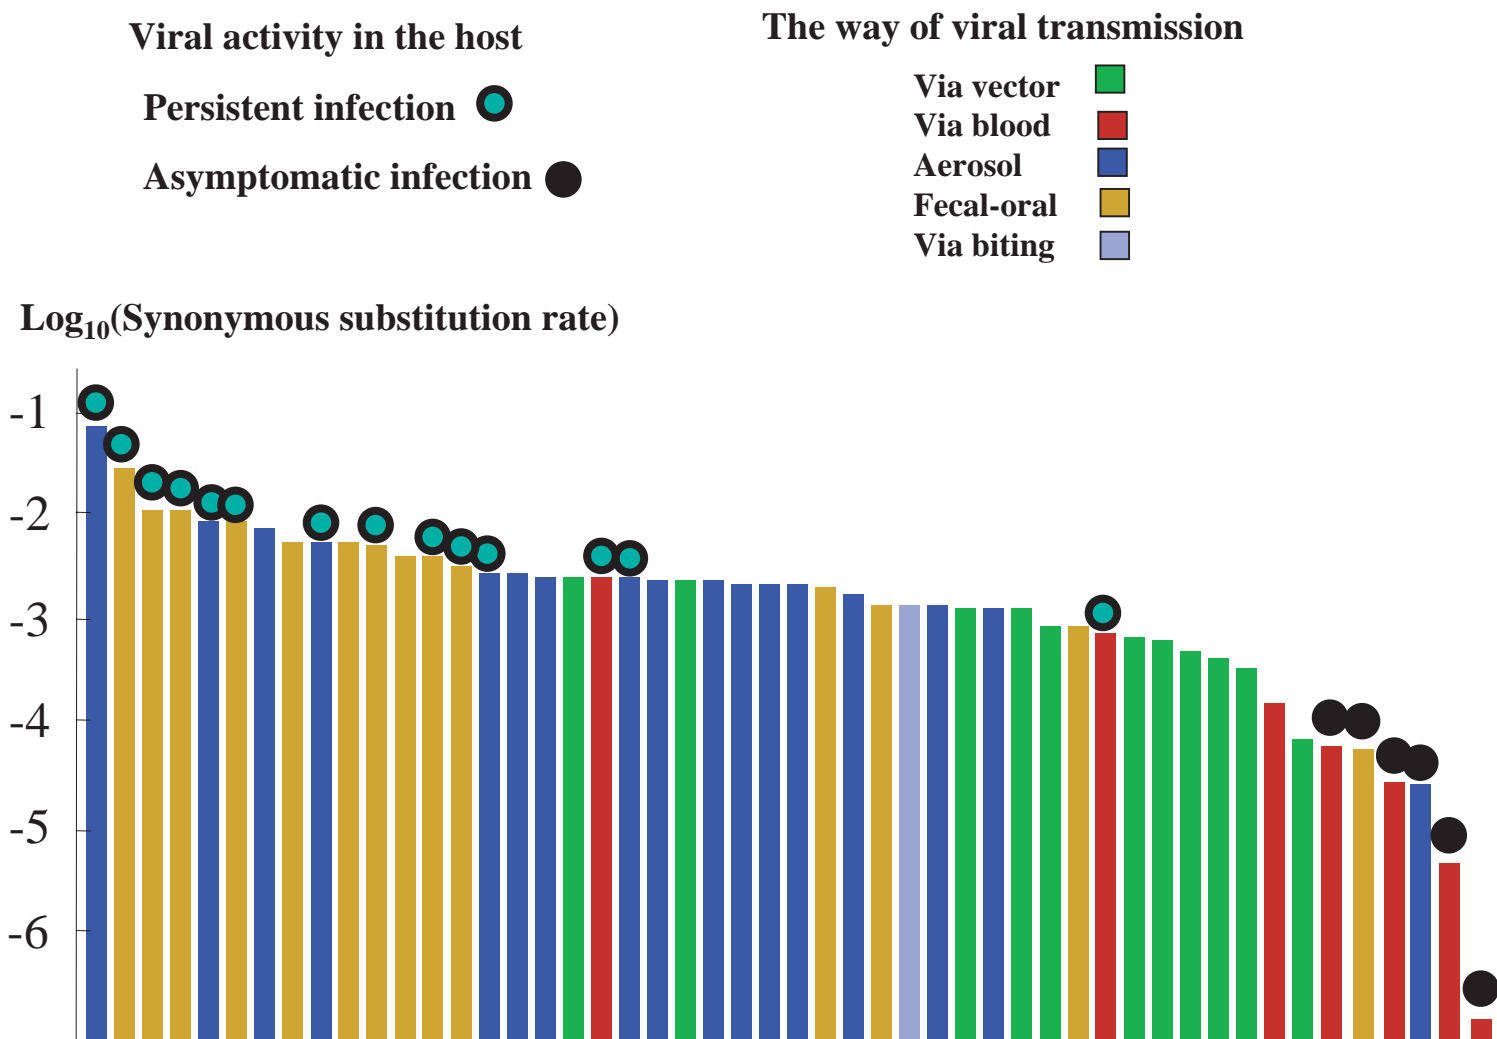 Viral activity in the host
Persistent infection
Asymptomatic infection
The way of viral transmission
Via vector
Via blood
Aerosol
Fecal-oral
Via biting
Log10(Synonymous substitution rate)
-1
-2
-3
-4
-5
-6